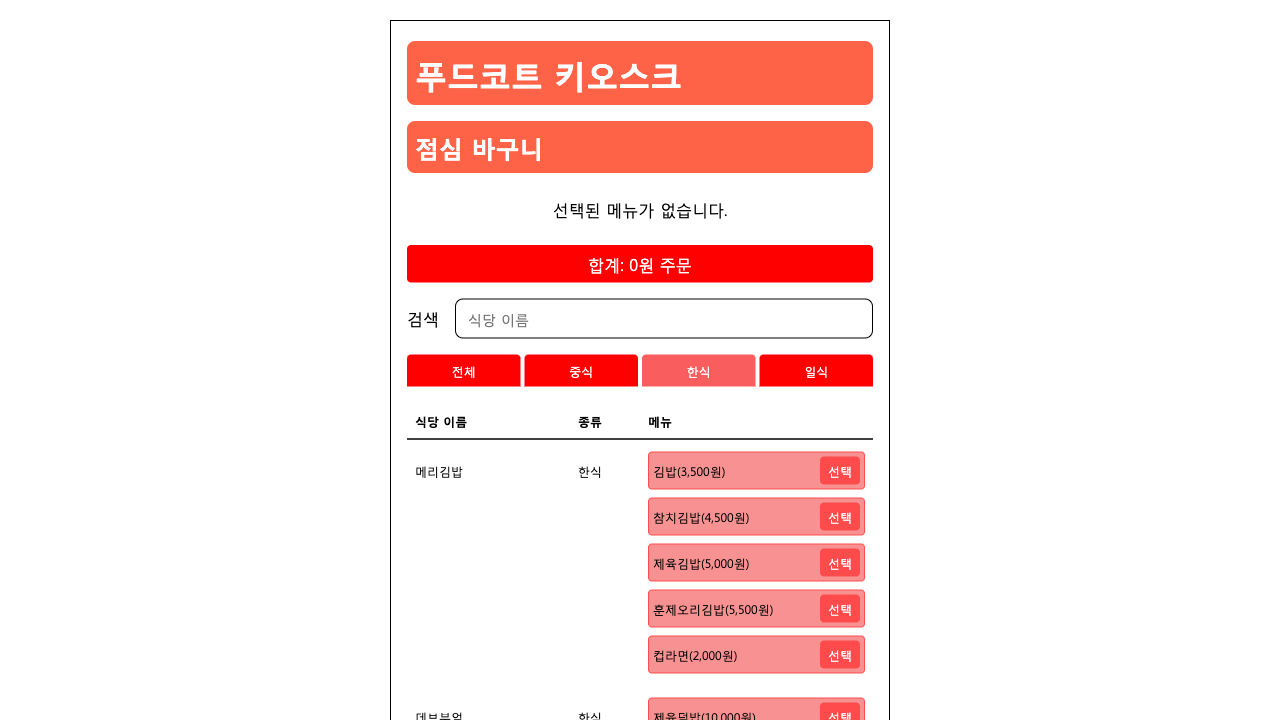 푸드코트 키오스크
점심 바구니
선택된 메뉴가 없습니다.
합계: 0원 주문
검색 식당 이름
전체 중식 한식 일식
식당 이름 종류 메뉴
메리김밥 한식 김밥(3,500원) 선택
참치김밥(4,500원) 선택
제육김밥(5,000원) 선택
훈제오리김밥(5,500원) 선택
컵라면(2,000원) 선택
데브부엌 한식 제육덮밥(10,000원) 선택